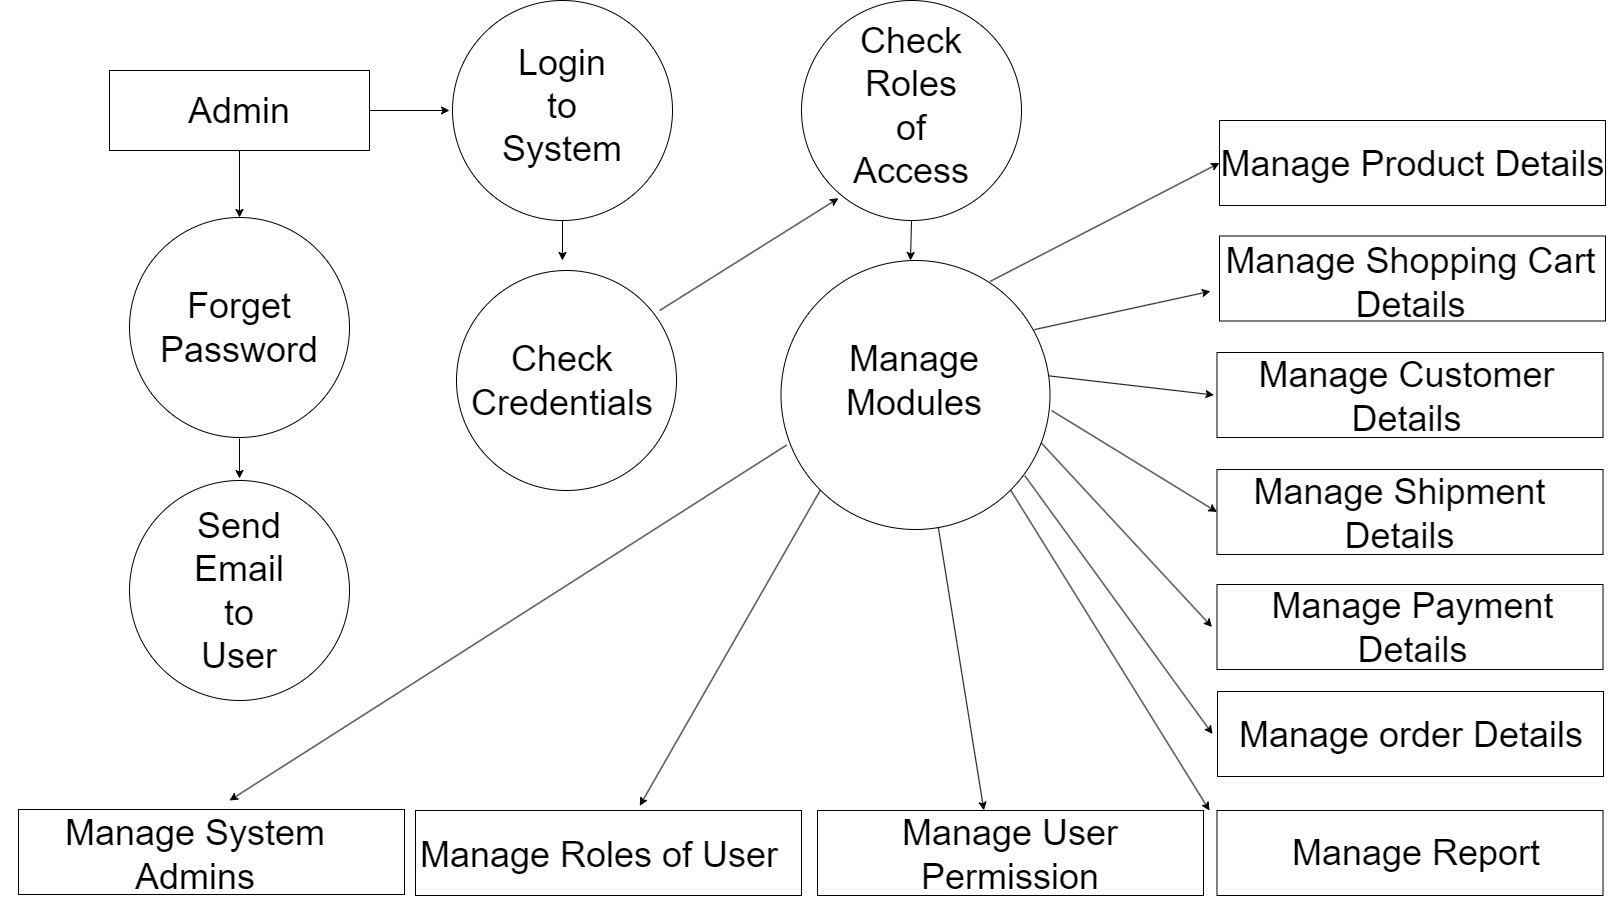 Admin
Login
to
System
Check
Roles
of
Access
Forget
Password
Check
Credentials
Manage
Modules
Send
Email
to
User
Manage Product Details
Manage Shopping Cart
Details
Manage Customer
Details
Manage Shipment
Details
Manage Payment
Details
Manage order Details
Manage System
Admins
Manage Roles of User
Manage User
Permission
Manage Report